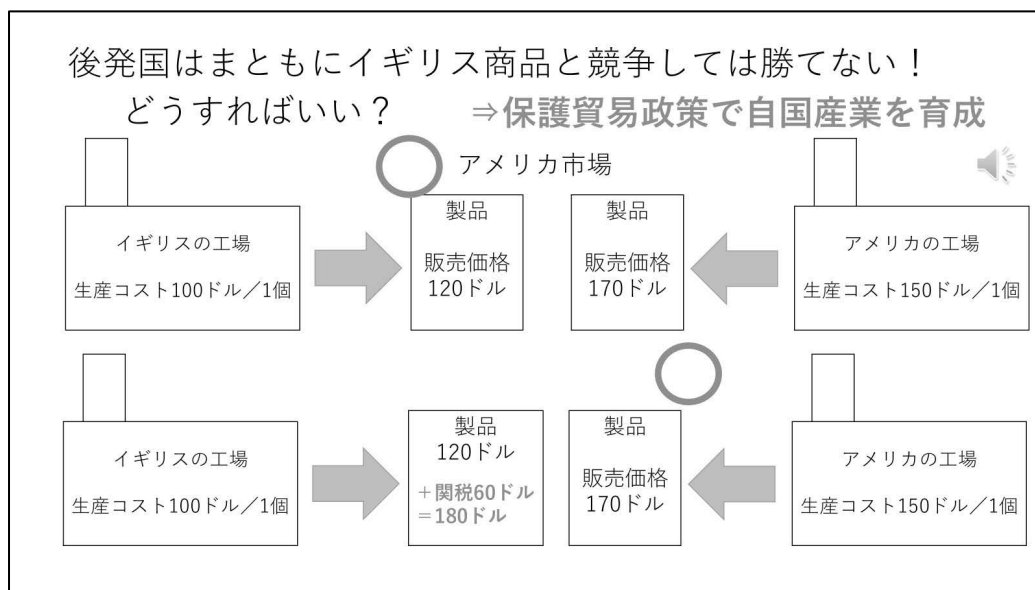 後発国はまともにイギリス商品と競争しては勝てない！
どうすればいい？ ⇒保護貿易政策で自国産業を育成
アメリカ市場
イギリスの工場
生産コスト100ドル／1個
製品
販売価格
120ドル
製品
販売価格
170ドル
アメリカの工場
生産コスト150ドル／1個
イギリスの工場
生産コスト100ドル／1個
製品
120ドル
＋関税60ドル
＝180ドル
製品
販売価格
170ドル
アメリカの工場
生産コスト150ドル／1個